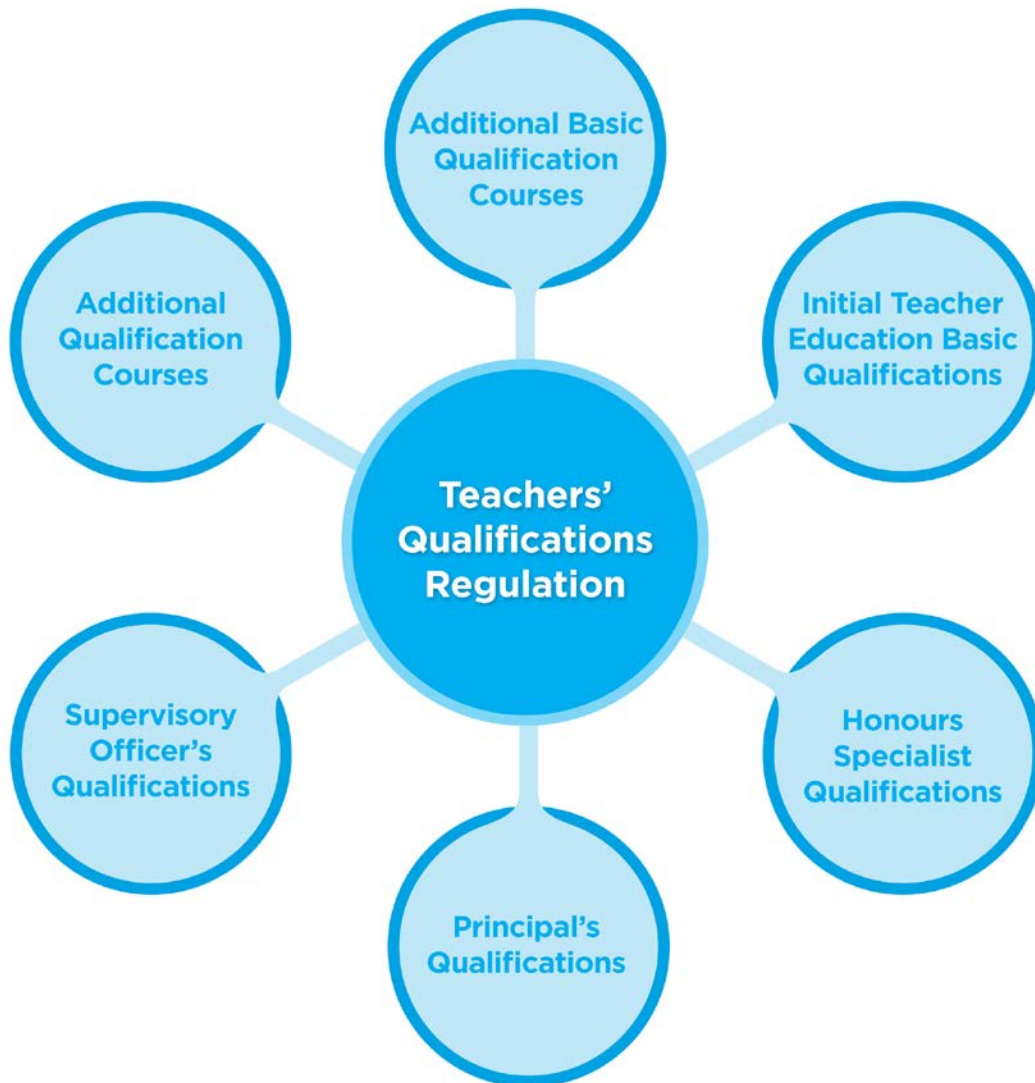 Additional Basic
Qualification
Courses
Additional
Qualification
Courses
Initial Teacher
Education Basic
Qualifications
Teachers’
Qualifications
Regulation
Supervisory
Officer’s
Qualifications
Honours
Specialist
Qualifications
Principal’s
Qualifications